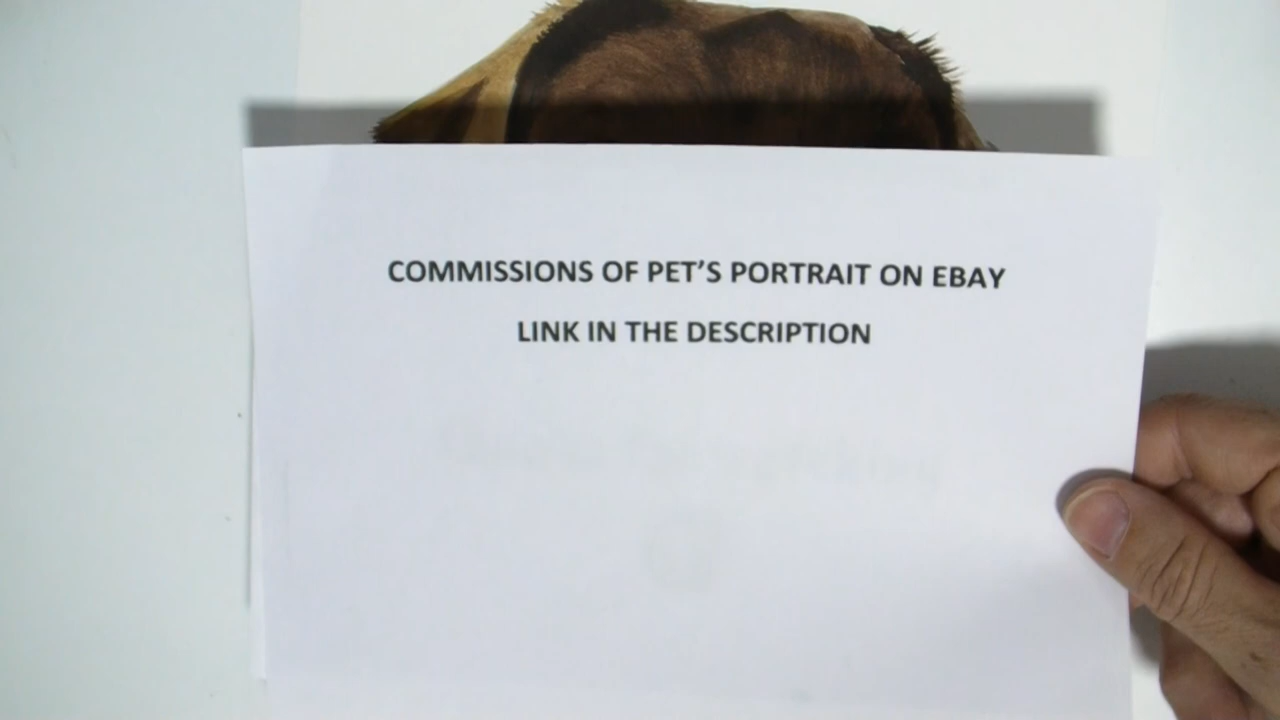 COMMISSIONS OF PET’S PORTRAIT ON EBAY
LINK IN THE DESCRIPTION